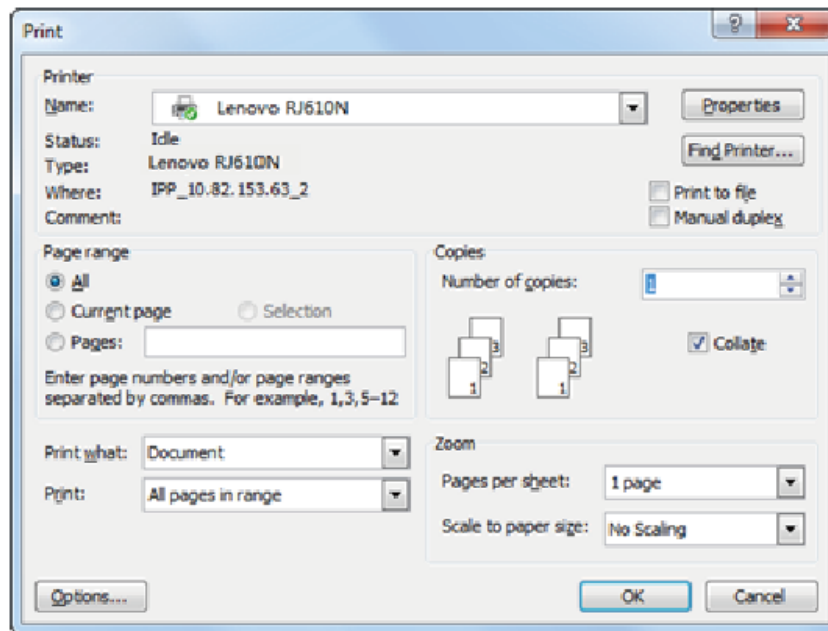 Print
Printer
Name: Lenovo RJ610N Properties
Status: Idle
Type: Lenovo RJ610N Find Printer...
Where: IPP_10.82.153.63_2 Print to file
Comment: Manual duplex
Page range
All
Current page Selection
Pages:
Enter page numbers and/or page ranges
separated by commas. For example, 1,3,5–12
Copies
Number of copies: 1
3 3
2 2
1 1
Collate
Print what: Document
Print: All pages in range
Zoom
Pages per sheet: 1 page
Scale to paper size: No Scaling
Options.... OK Cancel